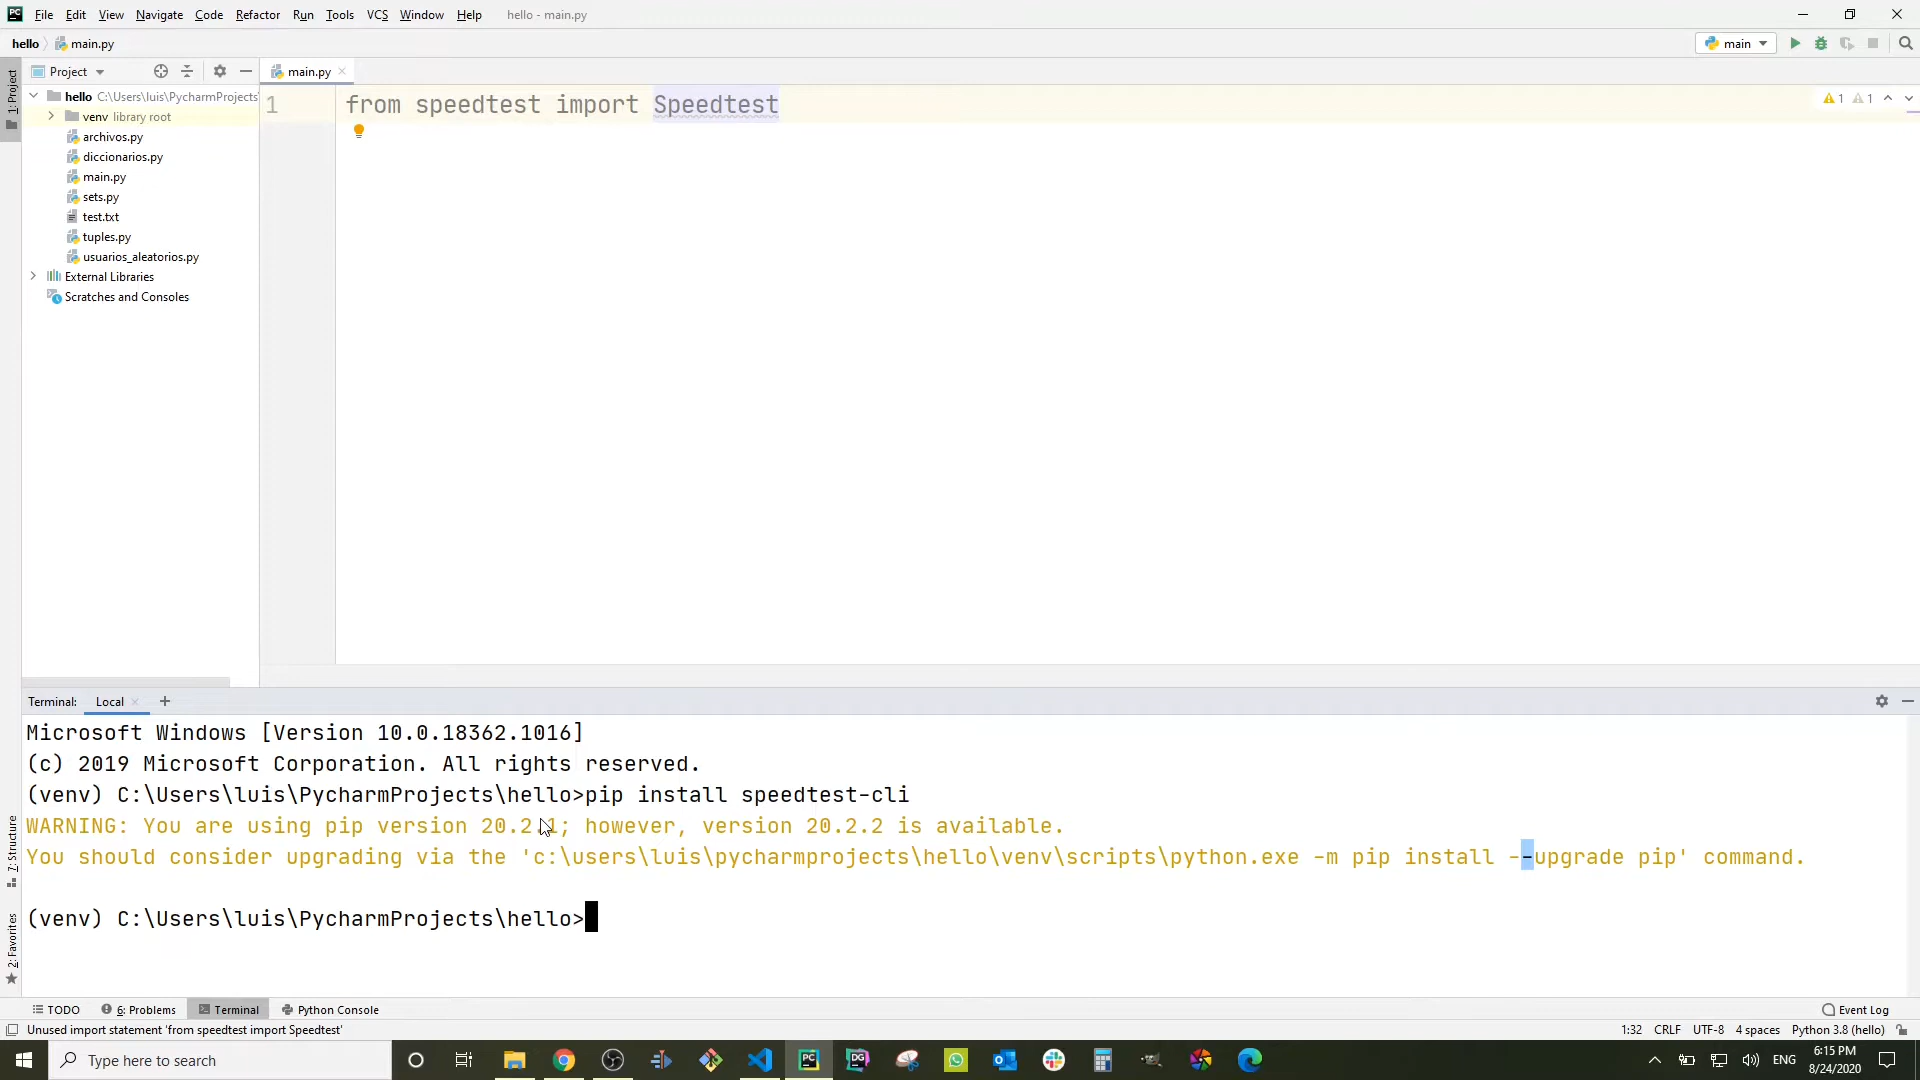 File Edit View Navigate Code Refactor Run Tools VCS Window Help hello - main.py
hello main.py main
Project main.py
1: Project
hello C:\Users\luis\PycharmProjects
venv library root
archivos.py
diccionarios.py
main.py
sets.py
test.txt
tuples.py
usuarios_aleatorios.py
External Libraries
Scratches and Consoles
1 from speedtest import Speedtest
1 1
Terminal: Local +
Microsoft Windows [Version 10.0.18362.1016]
(c) 2019 Microsoft Corporation. All rights reserved.
(venv) C:\Users\luis\PycharmProjects\hello>pip install speedtest-cli
WARNING: You are using pip version 20.2.1; however, version 20.2.2 is available.
You should consider upgrading via the 'c:\users\luis\pycharmprojects\hello\venv\scripts\python.exe -m pip install --upgrade pip' command.
(venv) C:\Users\luis\PycharmProjects\hello>
7: Structure
2: Favorites
TODO 6: Problems Terminal Python Console Event Log
Unused import statement 'from speedtest import Speedtest' 1:32 CRLF UTF-8 4 spaces Python 3.8 (hello)
Type here to search ENG 6:15 PM
8/24/2020